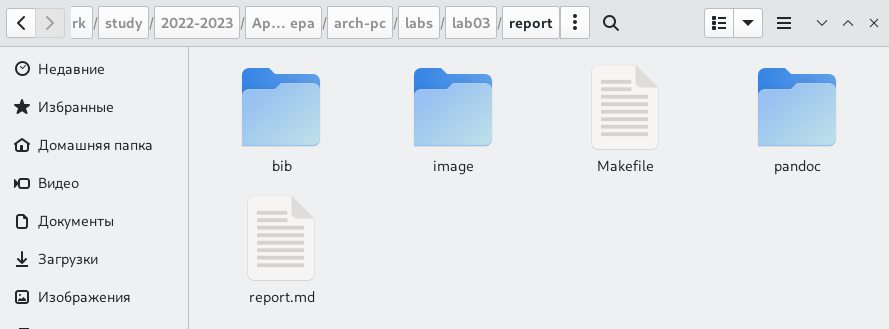 rk / study / 2022-2023 / Ap... ера / arch-pc / labs / lab03 / report
Недавние
Избранные
Домашняя папка
Видео
Документы
Загрузки
Изображения
bib image Makefile pandoc
report.md